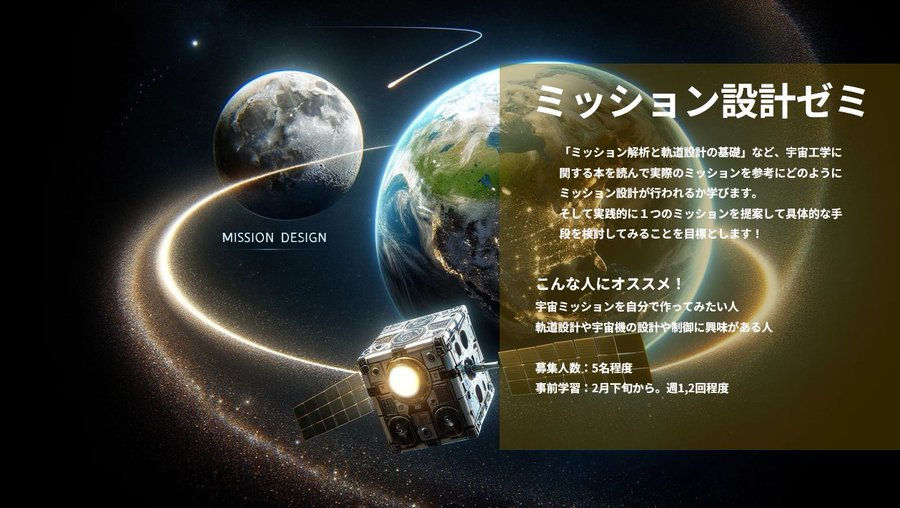 MISSION DESIGN
ミッション設計ゼミ
「ミッション解析と軌道設計の基礎」など、宇宙工学に
関する本を読んで実際のミッションを参考にどのように
ミッション設計が行われるか学びます。
そして実践的に１つのミッションを提案して具体的な手
段を検討してみることを目標とします！
こんな人にオススメ！
宇宙ミッションを自分で作ってみたい人
軌道設計や宇宙機の設計や制御に興味がある人
募集人数：5名程度
事前学習：2月下旬から。週1,2回程度